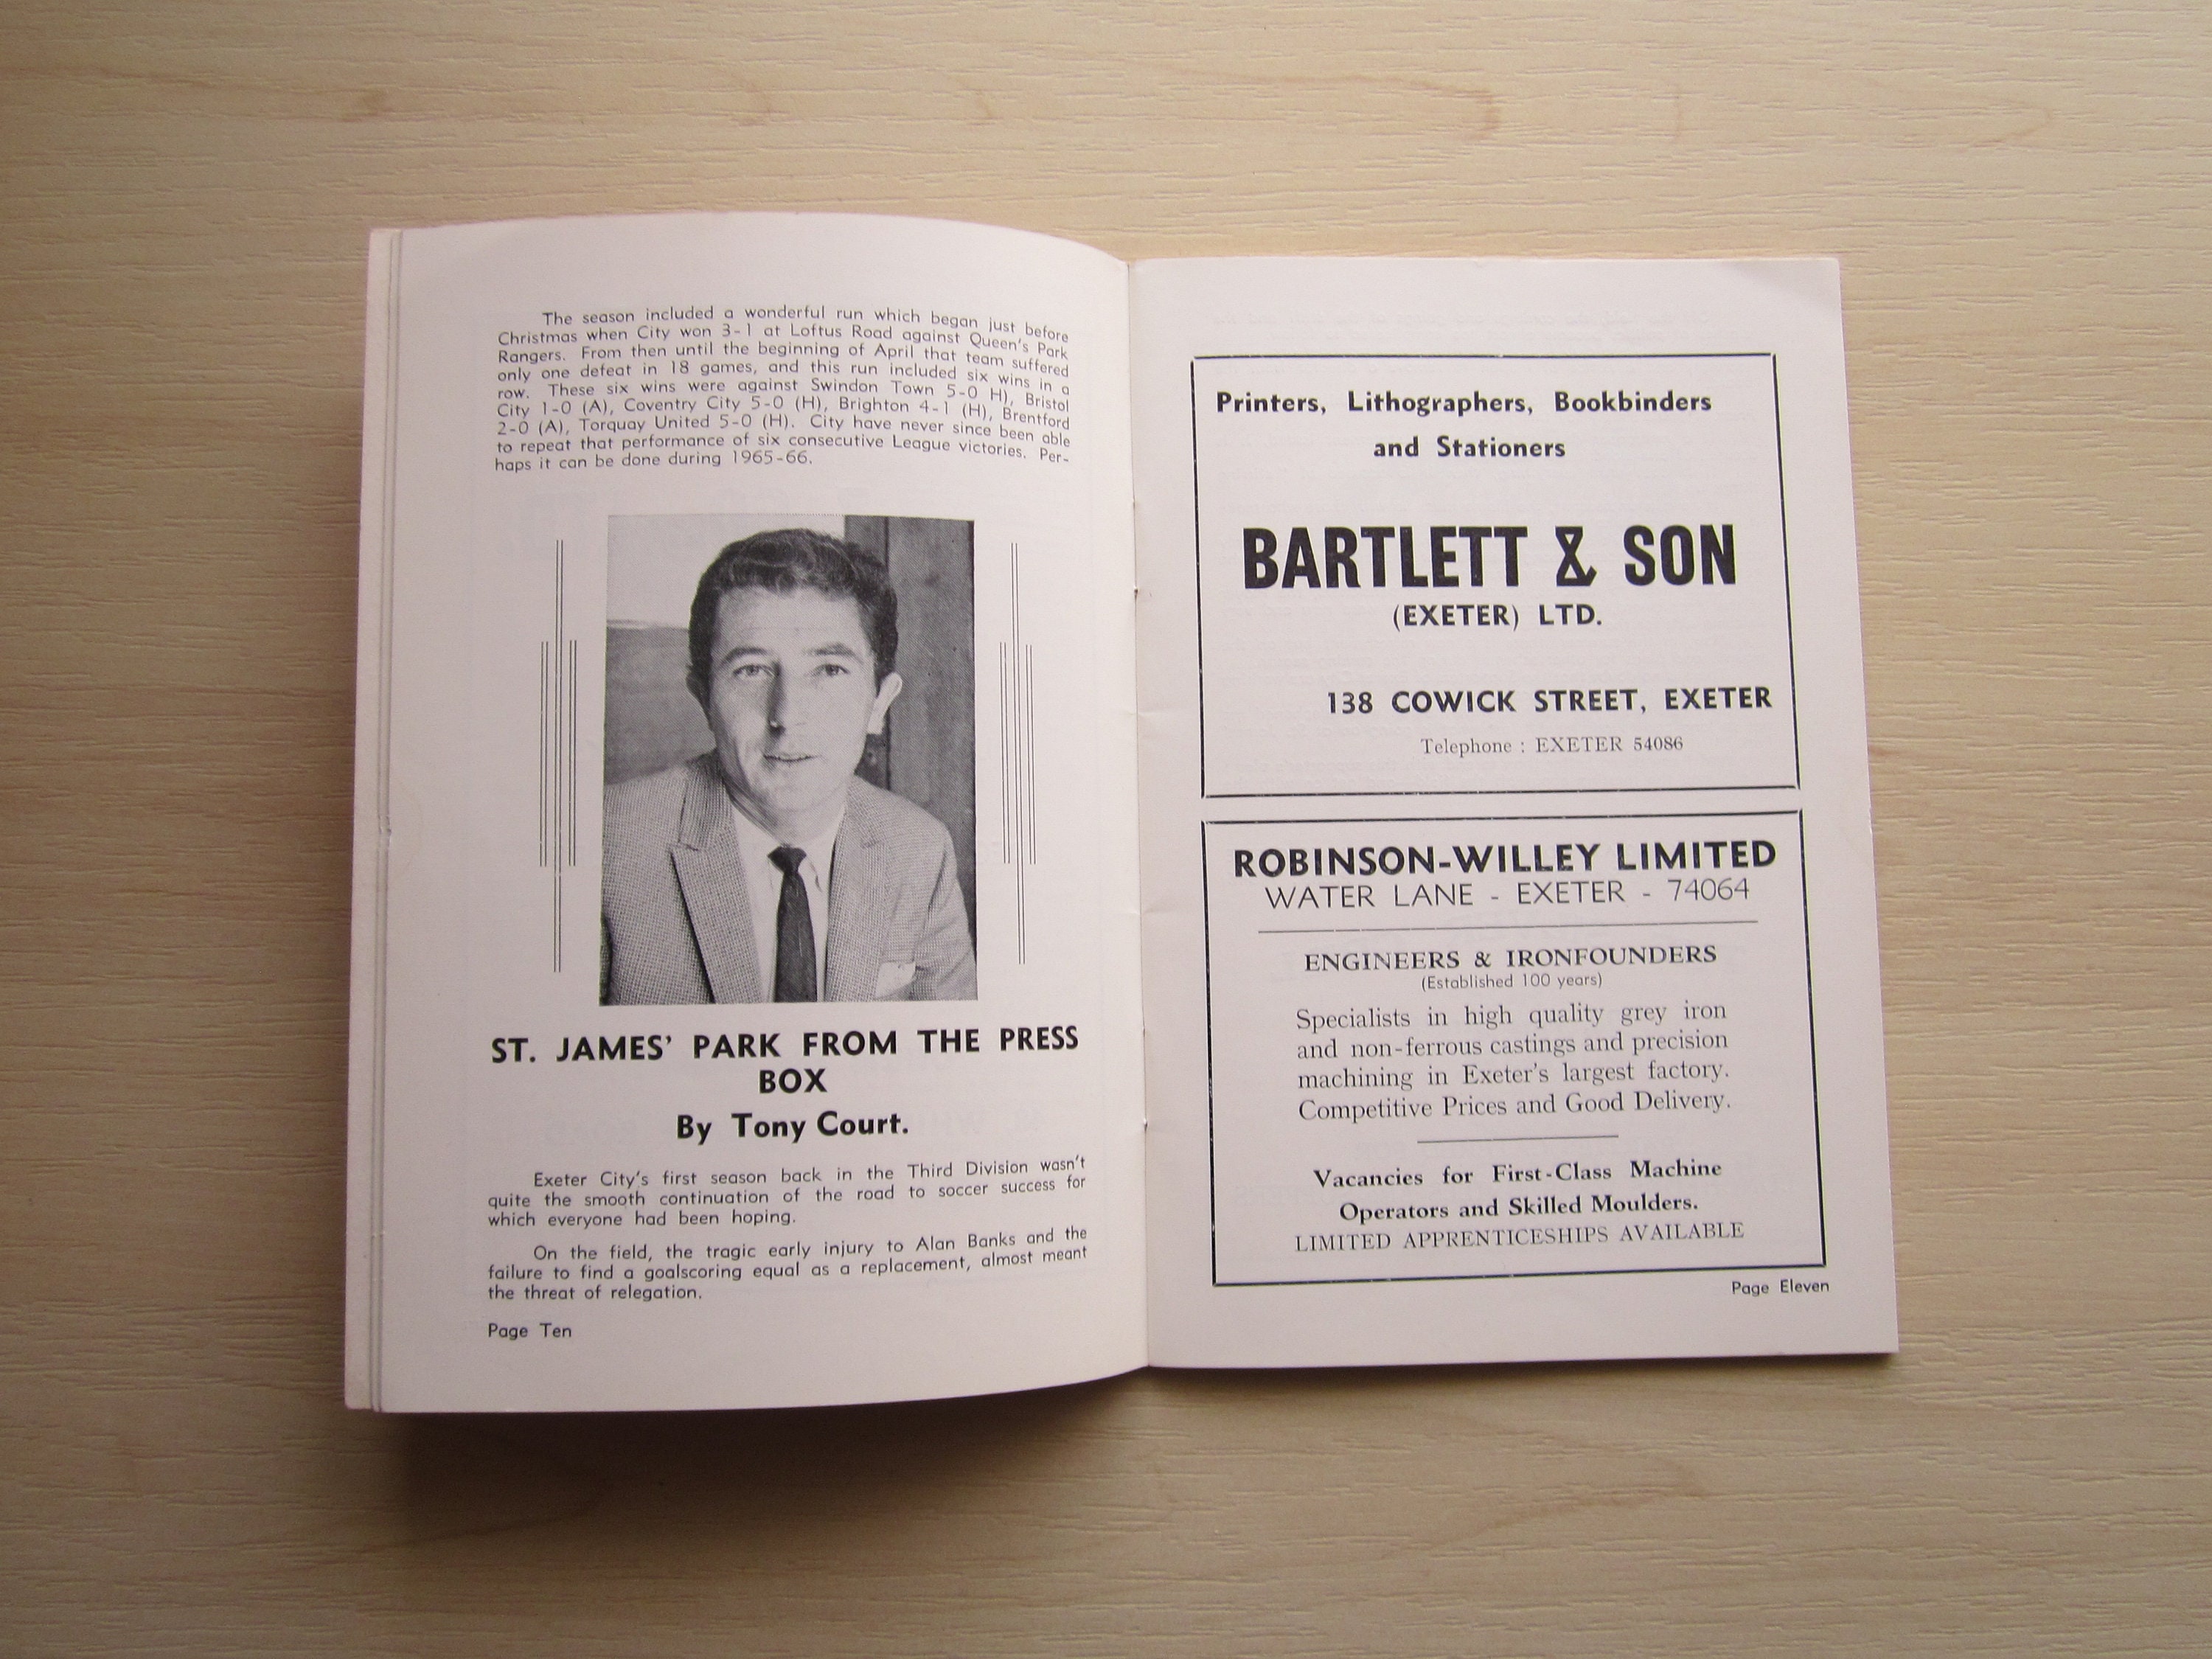 The season included a wonderful run which began just before
Christmas when City won 3-1 at Loftus Road against Queen's Park
Rangers. From then until the beginning of April that team suffered
only one defeat in 18 games, and this run included six wins in a
row. These six wins were against Swindon Town 5-0 H), Bristol
City 1-0 (A), Coventry City 5-0 (H), Brighton 4-1 (H), Brentford
2-0 (A), Torquay United 5-0 (H). City have never since been able
to repeat that performance of six consecutive League victories. Per-
haps it can be done during 1965-66.
ST. JAMES' PARK FROM THE PRESS
BOX
By Tony Court.
Exeter City's first season back in the Third Division wasn't
quite the smooth continuation of the road to soccer success for
which everyone had been hoping.
On the field, the tragic early injury to Alan Banks and the
failure to find a goalscoring equal as a replacement, almost meant
the threat of relegation.
Page Ten
Printers, Lithographers, Bookbinders
and Stationers
BARTLETT & SON
(EXETER) LTD.
138 COWICK STREET, EXETER
Telephone : EXETER 54086
ROBINSON-WILLEY LIMITED
WATER LANE - EXETER - 74064
ENGINEERS & IRONFOUNDERS
(Established 100 years)
Specialists in high quality grey iron
and non-ferrous castings and precision
machining in Exeter's largest factory.
Competitive Prices and Good Delivery.
Vacancies for First-Class Machine
Operators and Skilled Moulders.
LIMITED APPRENTICESHIPS AVAILABLE
Page Eleven